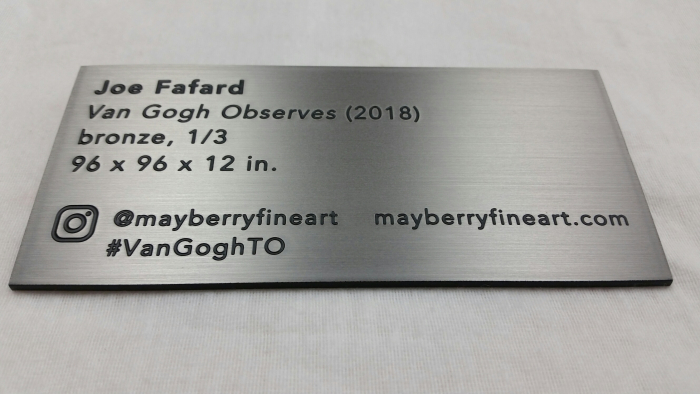 Joe Fafard
Van Gogh Observes (2018)
bronze, 1/3
96 x 96 x 12 in.
@mayberryfineart mayberryfineart.com
#VanGoghTO